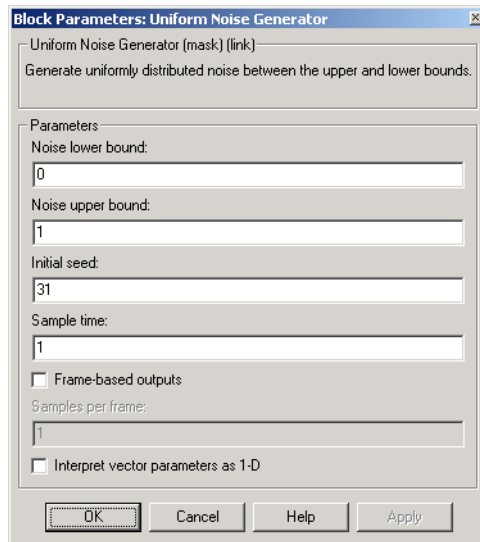 Block Parameters: Uniform Noise Generator
Uniform Noise Generator (mask) (link)
Generate uniformly distributed noise between the upper and lower bounds.
Parameters
Noise lower bound:
0
Noise upper bound:
1
Initial seed:
31
Sample time:
1
Frame-based outputs
Samples per frame:
1
Interpret vector parameters as 1-D
OK Cancel Help Apply